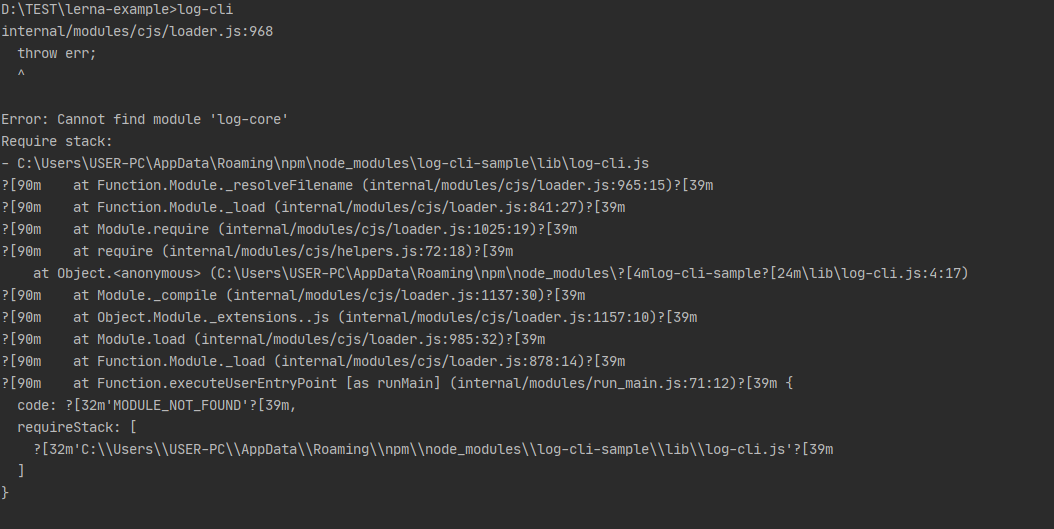 D:\TEST\lerna-example>log-cli
internal/modules/cjs/loader.js:968
  throw err;
  ^

Error: Cannot find module 'log-core'
Require stack:
- C:\Users\USER-PC\AppData\Roaming\npm\node_modules\log-cli-sample\lib\log-cli.js
?[90m    at Function.Module._resolveFilename (internal/modules/cjs/loader.js:965:15)?[39m
?[90m    at Function.Module._load (internal/modules/cjs/loader.js:841:27)?[39m
?[90m    at Module.require (internal/modules/cjs/loader.js:1025:19)?[39m
?[90m    at require (internal/modules/cjs/helpers.js:72:18)?[39m
    at Object.<anonymous> (C:\Users\USER-PC\AppData\Roaming\npm\node_modules\?[4mlog-cli-sample?[24m\lib\log-cli.js:4:17)
?[90m    at Module._compile (internal/modules/cjs/loader.js:1137:30)?[39m
?[90m    at Object.Module._extensions..js (internal/modules/cjs/loader.js:1157:10)?[39m
?[90m    at Module.load (internal/modules/cjs/loader.js:985:32)?[39m
?[90m    at Function.Module._load (internal/modules/cjs/loader.js:878:14)?[39m
?[90m    at Function.executeUserEntryPoint [as runMain] (internal/modules/run_main.js:71:12)?[39m {
  code: ?[32m'MODULE_NOT_FOUND'?[39m,
  requireStack: [
    ?[32m'C:\\Users\\USER-PC\\AppData\\Roaming\\npm\\node_modules\\log-cli-sample\\lib\\log-cli.js'?[39m
  ]
}